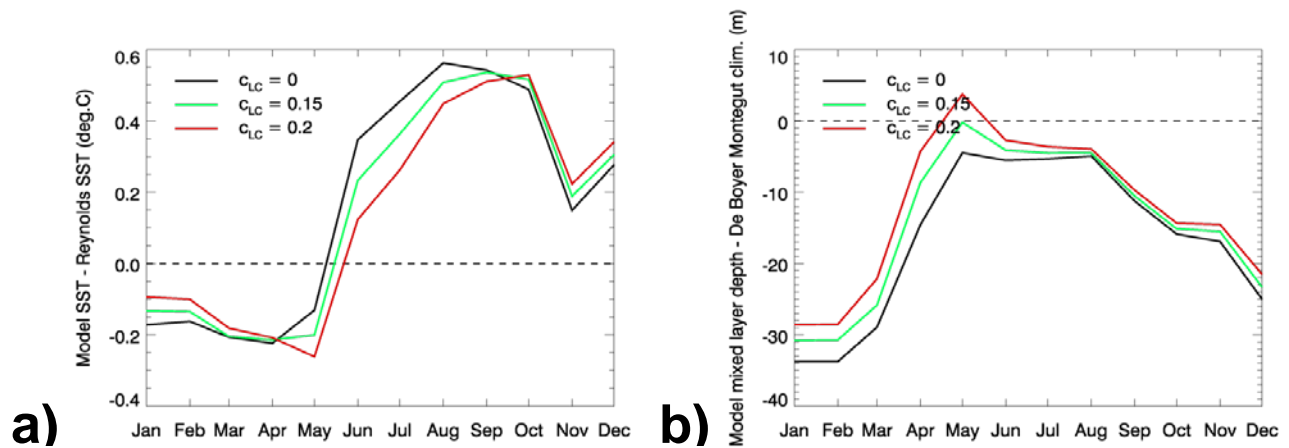 Model SST - Reynolds SST (deg.C)
0.6
0.4
0.2
0.0
-0.2
-0.4
c_LC = 0
c_LC = 0.15
c_LC = 0.2
Jan Feb Mar Apr May Jun Jul Aug Sep Oct Nov Dec
a)
Model mixed layer depth - De Boyer Montegut clim. (m)
10
0
-10
-20
-30
-40
c_LC = 0
c_LC = 0.15
c_LC = 0.2
Jan Feb Mar Apr May Jun Jul Aug Sep Oct Nov Dec
b)